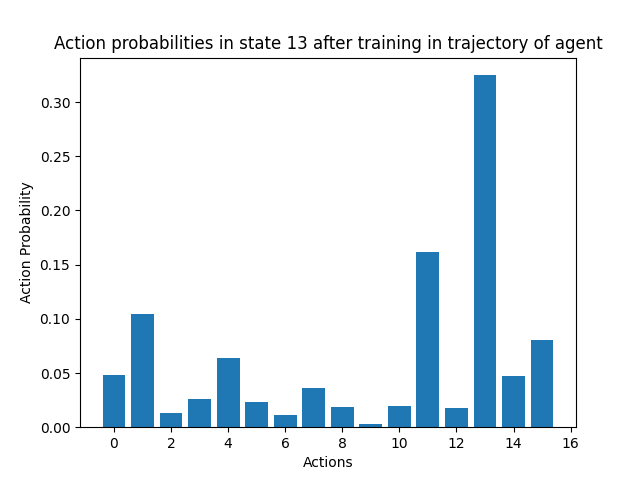 Action probabilities in state 13 after training in trajectory of agent
Action Probability
0.30
0.25
0.20
0.15
0.10
0.05
0.00
0 2 4 6 8 10 12 14 16
Actions